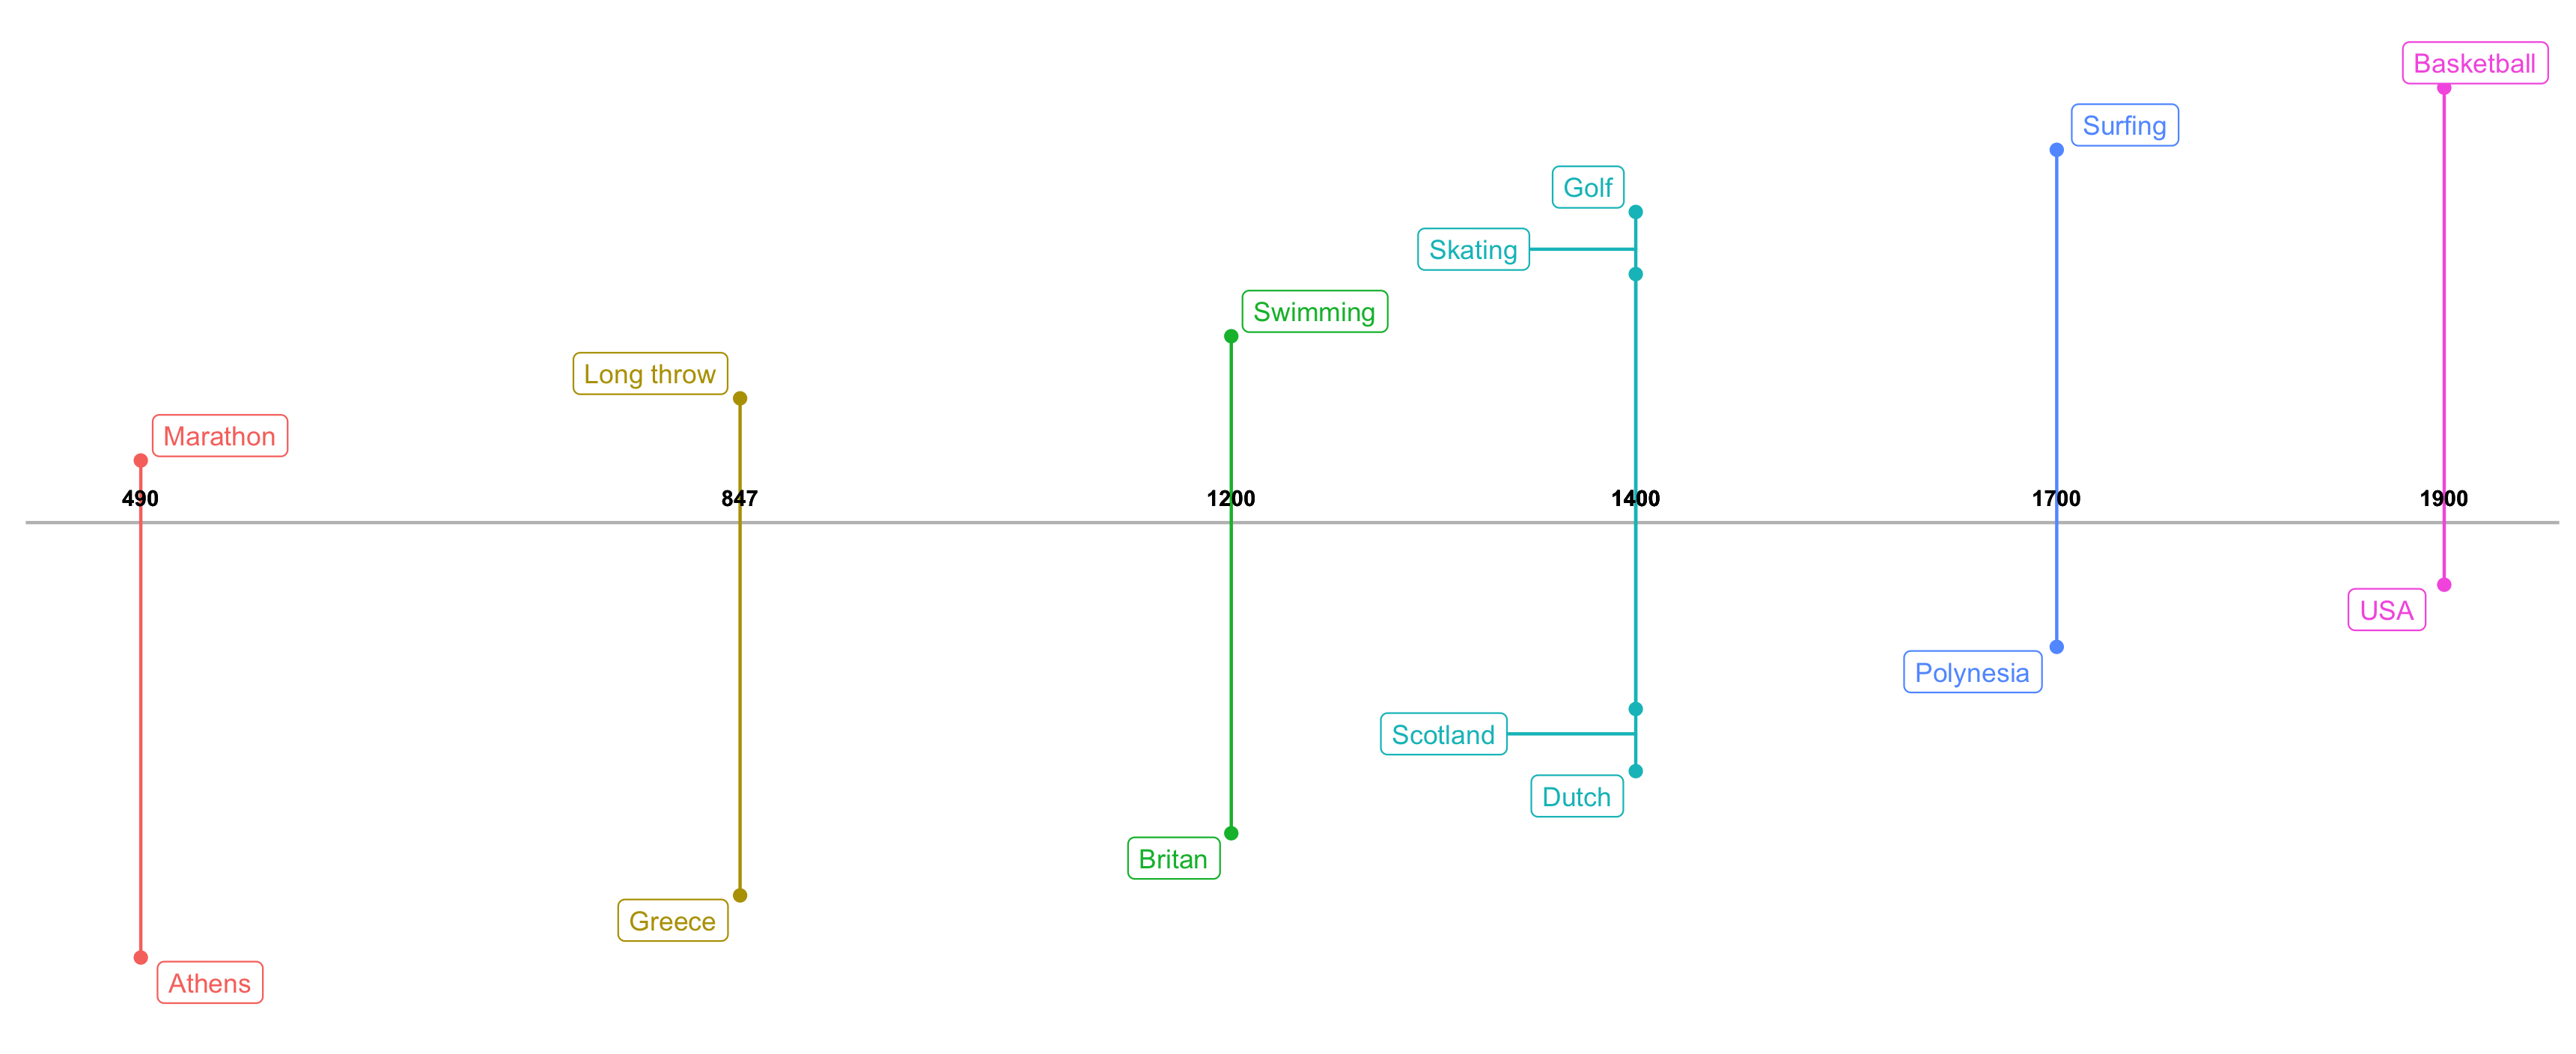 Basketball
Surfing
Golf
Skating
Swimming
Long throw
Marathon
490
847
1200
1400
1700
1900
USA
Polynesia
Scotland
Dutch
Britan
Greece
Athens